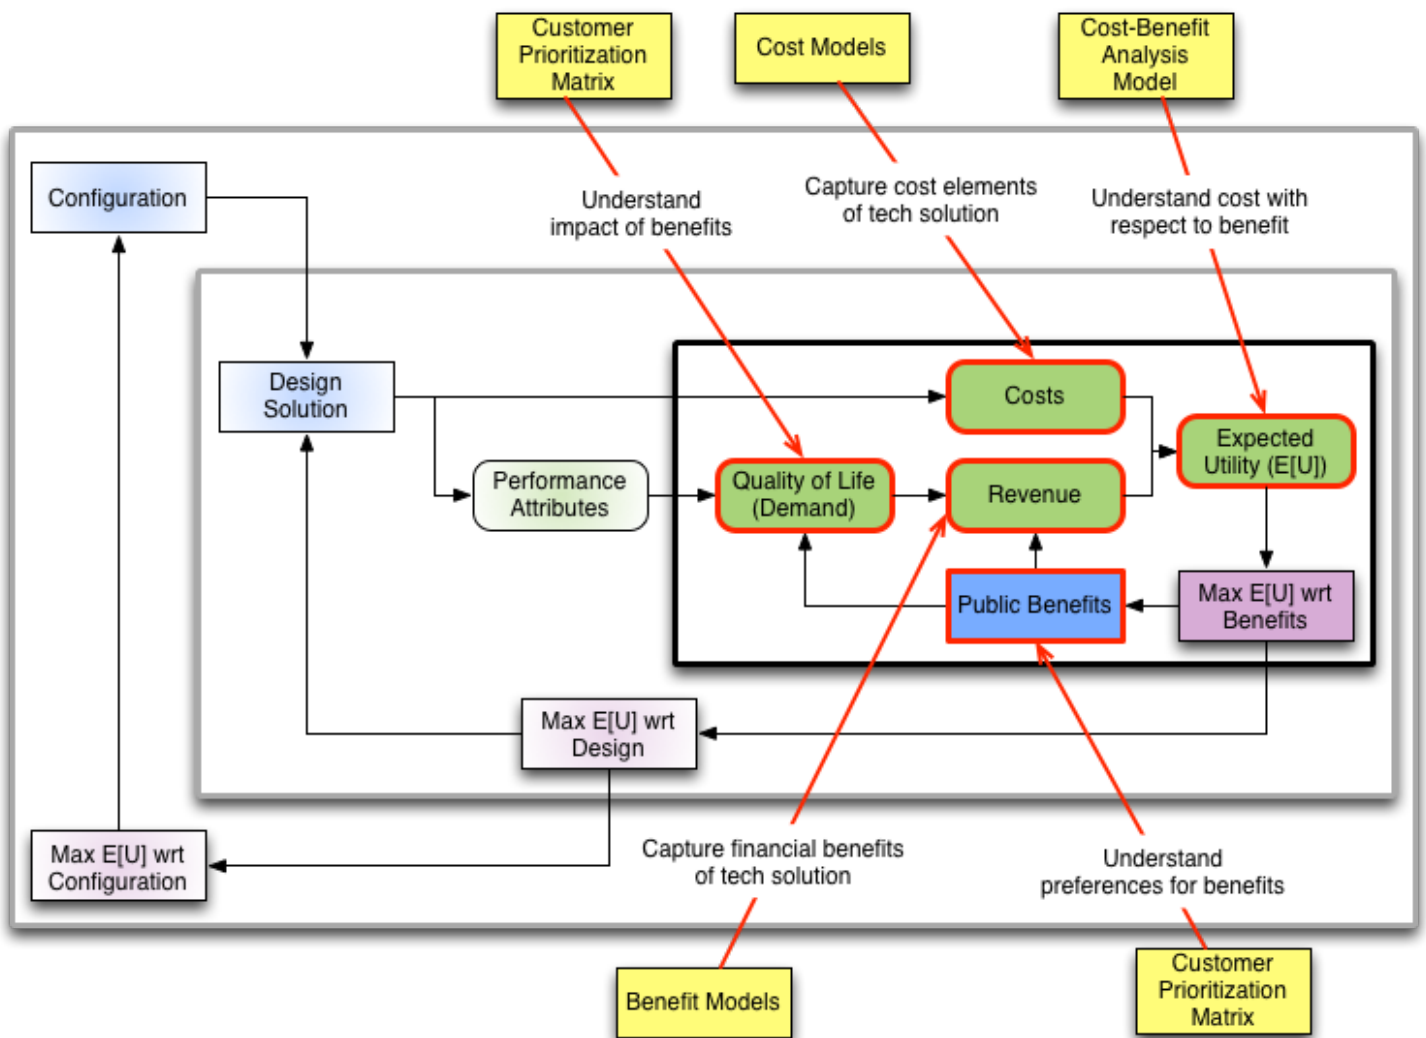 Customer
Prioritization
Matrix
Cost Models
Cost-Benefit
Analysis
Model
Configuration
Understand
impact of benefits
Capture cost elements
of tech solution
Understand cost with
respect to benefit
Design
Solution
Costs
Expected
Utility (E[U])
Performance
Attributes
Quality of Life
(Demand)
Revenue
Public Benefits
Max E[U] wrt
Benefits
Max E[U] wrt
Design
Max E[U] wrt
Configuration
Capture financial benefits
of tech solution
Understand
preferences for benefits
Benefit Models
Customer
Prioritization
Matrix